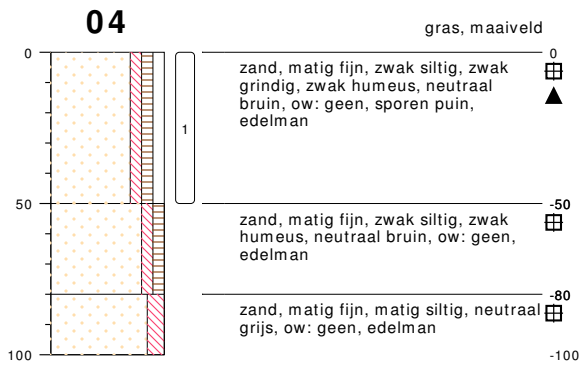 04
gras, maaiveld
0
0
zand, matig fijn, zwak siltig, zwak
grindig, zwak humeus, neutraal
bruin, ow: geen, sporen puin,
edelman
1
50
-50
zand, matig fijn, zwak siltig, zwak
humeus, neutraal bruin, ow: geen,
edelman
-80
zand, matig fijn, matig siltig, neutraal
grijs, ow: geen, edelman
100
-100